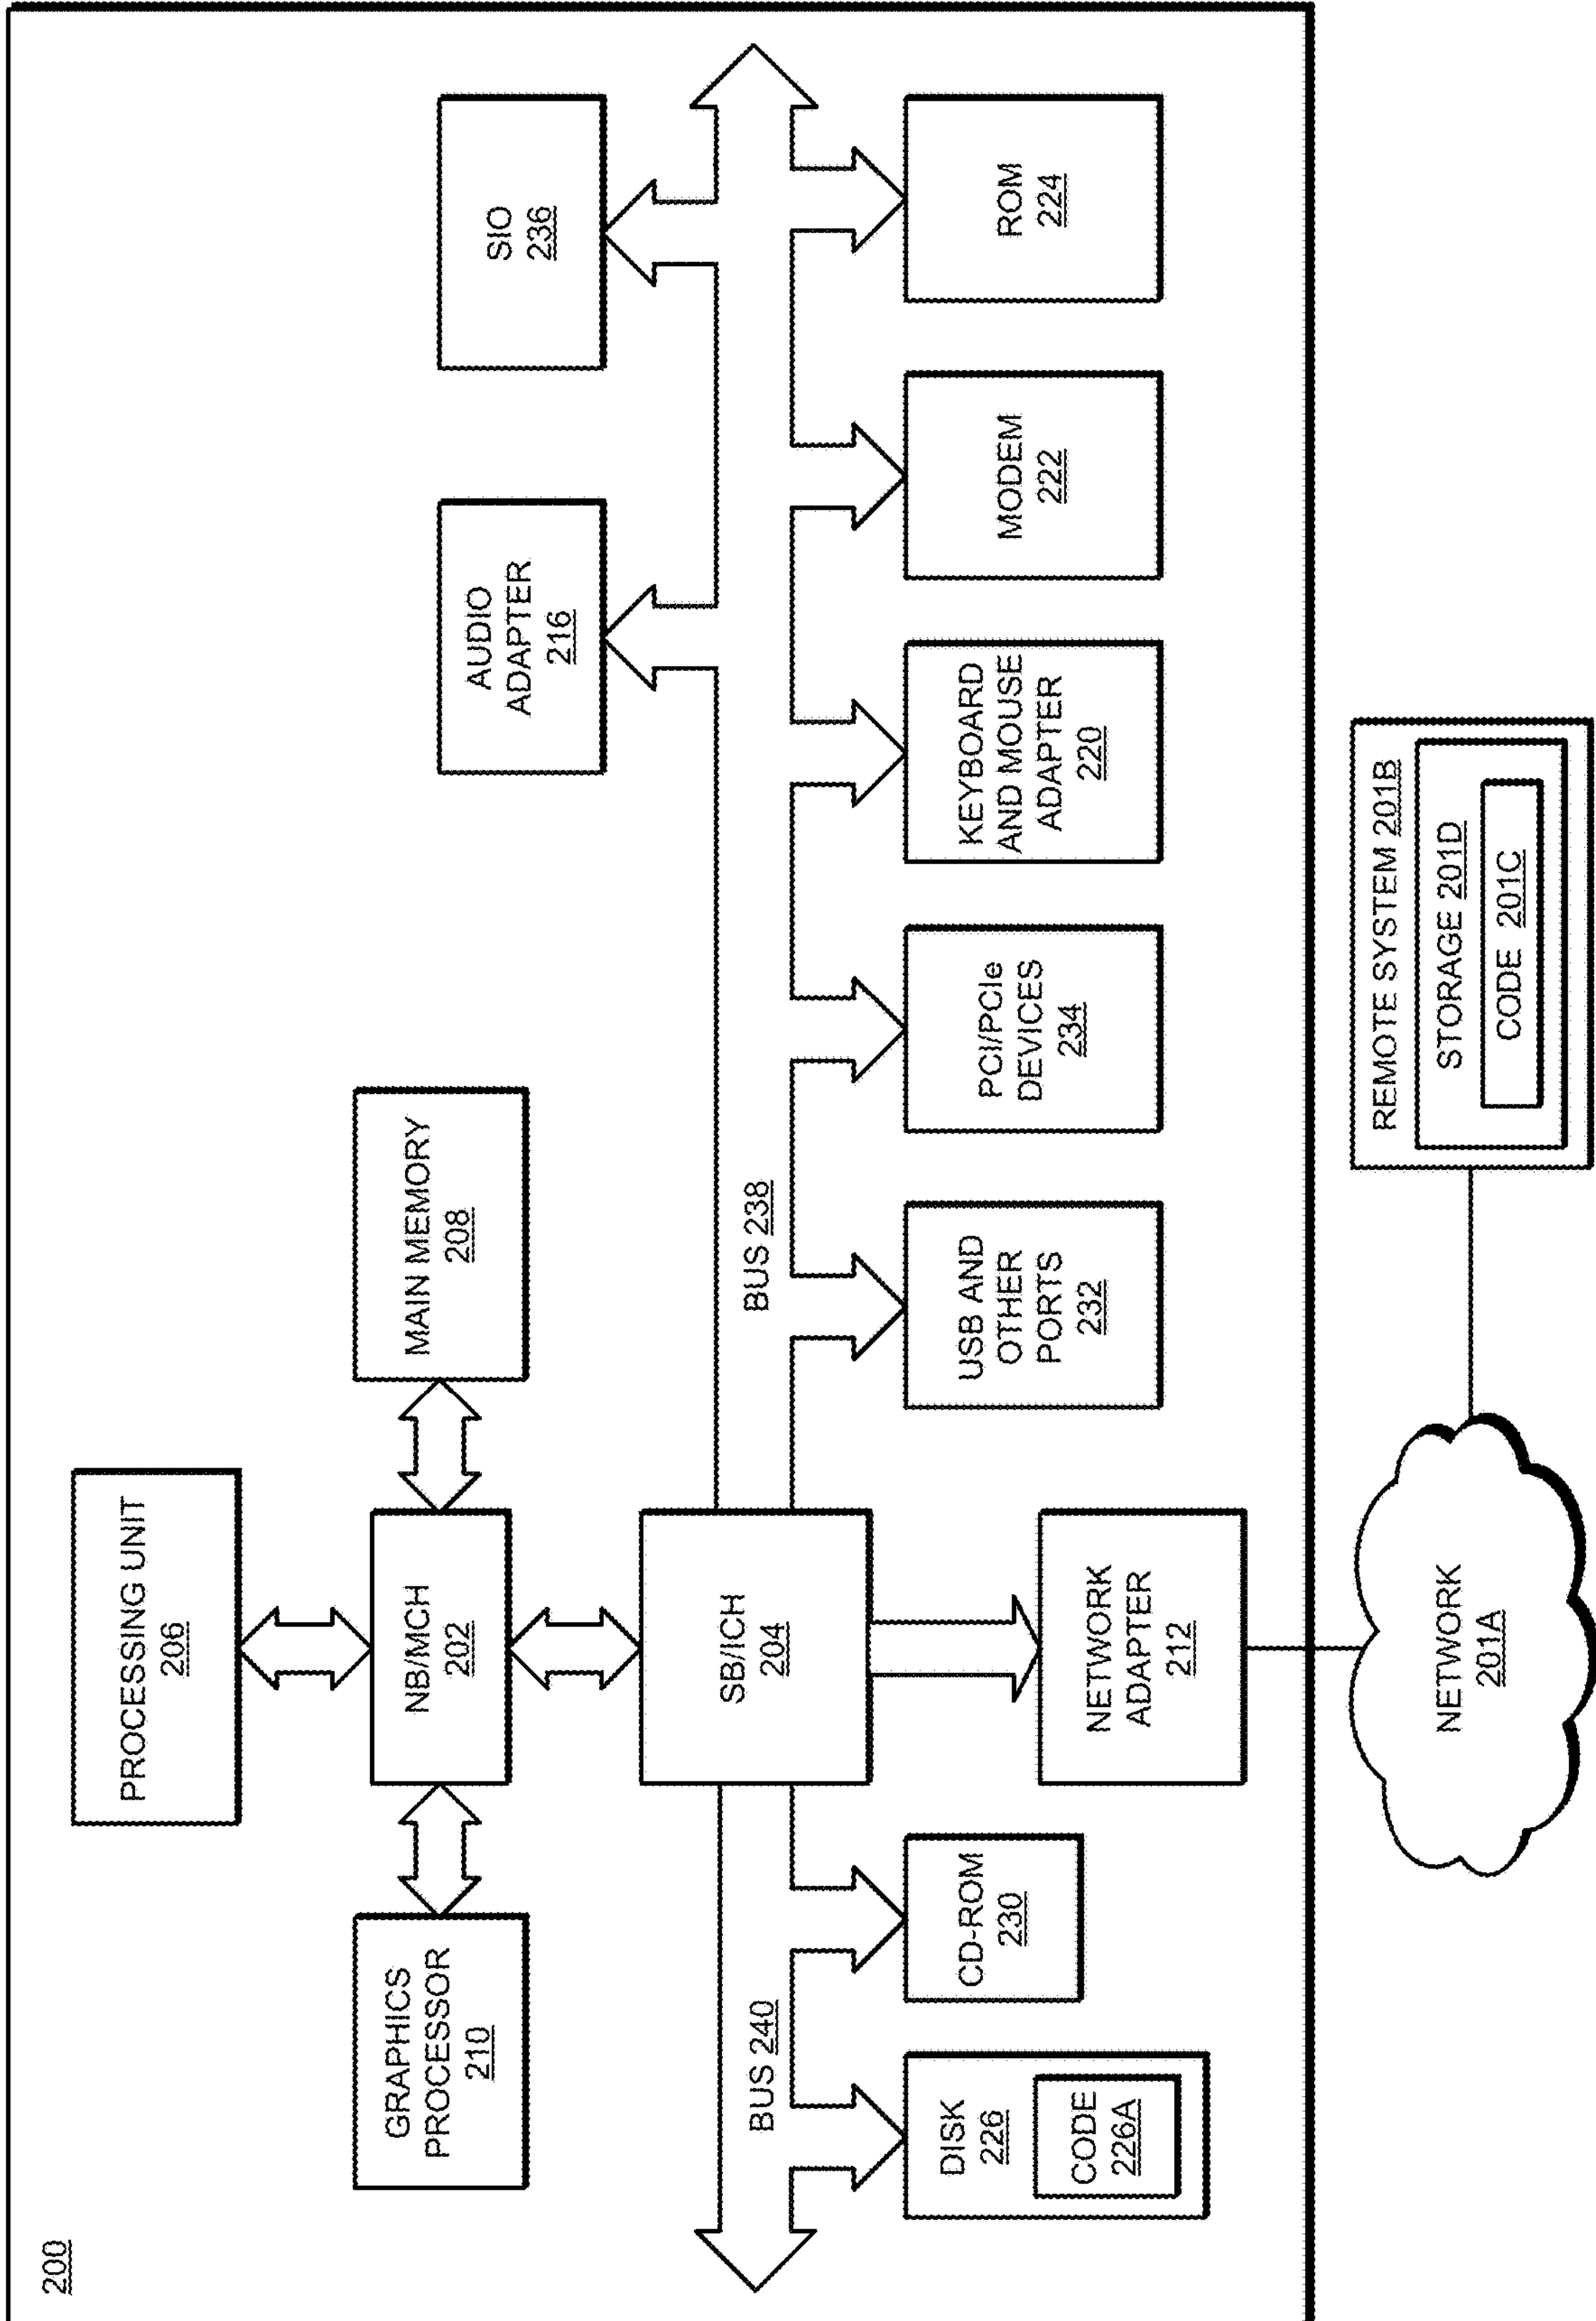 200
PROCESSING UNIT
206
GRAPHICS
PROCESSOR
210
NB/MCH
202
MAIN MEMORY
208
AUDIO
ADAPTER
216
SIO
236
SB/ICH
204
BUS 240
BUS 238
DISK
226
CODE
226A
CD-ROM
230
NETWORK
ADAPTER
212
USB AND
OTHER
PORTS
232
PCI/PCIe
DEVICES
234
KEYBOARD
AND MOUSE
ADAPTER
220
MODEM
222
ROM
224
NETWORK
201A
REMOTE SYSTEM 201B
STORAGE 201D
CODE 201C